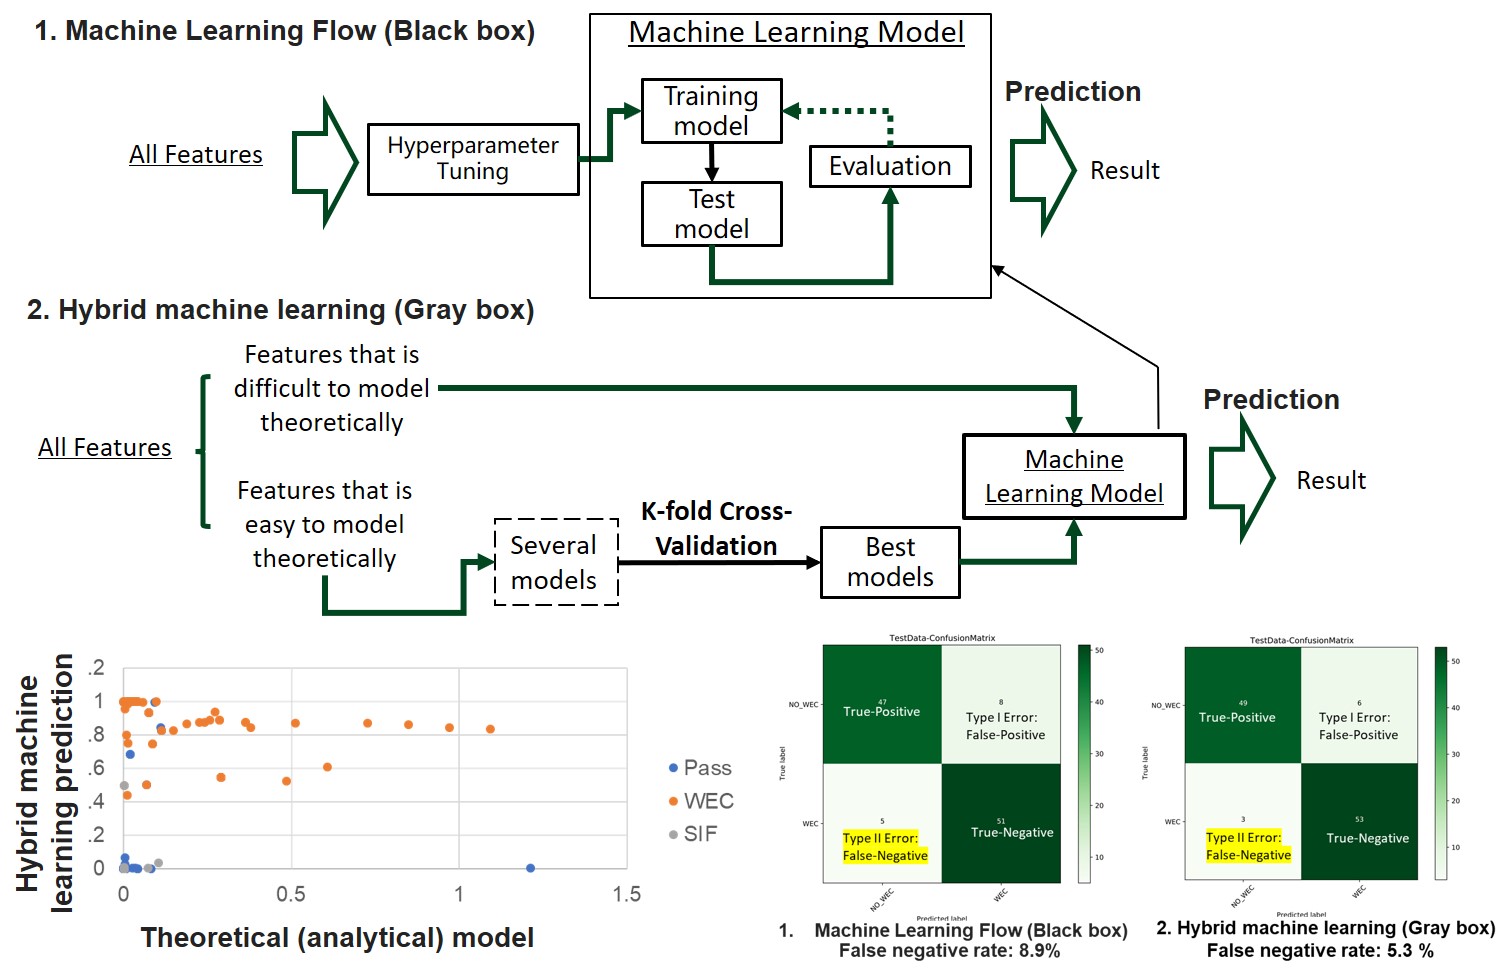 1. Machine Learning Flow (Black box)
Machine Learning Model
All Features
Hyperparameter
Tuning
Training
model
Test
model
Evaluation
Prediction
Result
2. Hybrid machine learning (Gray box)
All Features
Features that is
difficult to model
theoretically
Features that is
easy to model
theoretically
Several
models
K-fold Cross-
Validation
Best
models
Machine
Learning Model
Prediction
Result
Hybrid machine
learning prediction
.2
1
.8
.6
.4
.2
0
0
0.5
1
1.5
Theoretical (analytical) model
Pass
WEC
SIF
TestData-ConfusionMatrix
True label
NO_WEC
WEC
47
True-Positive
8
Type I Error:
False-Positive
5
Type II Error:
False-Negative
51
True-Negative
NO_WEC
WEC
Predicted label
50
40
30
20
10
1. Machine Learning Flow (Black box)
False negative rate: 8.9%
TestData-ConfusionMatrix
True label
NO_WEC
WEC
49
True-Positive
6
Type I Error:
False-Positive
3
Type II Error:
False-Negative
53
True-Negative
NO_WEC
WEC
Predicted label
50
40
30
20
10
2. Hybrid machine learning (Gray box)
False negative rate: 5.3 %